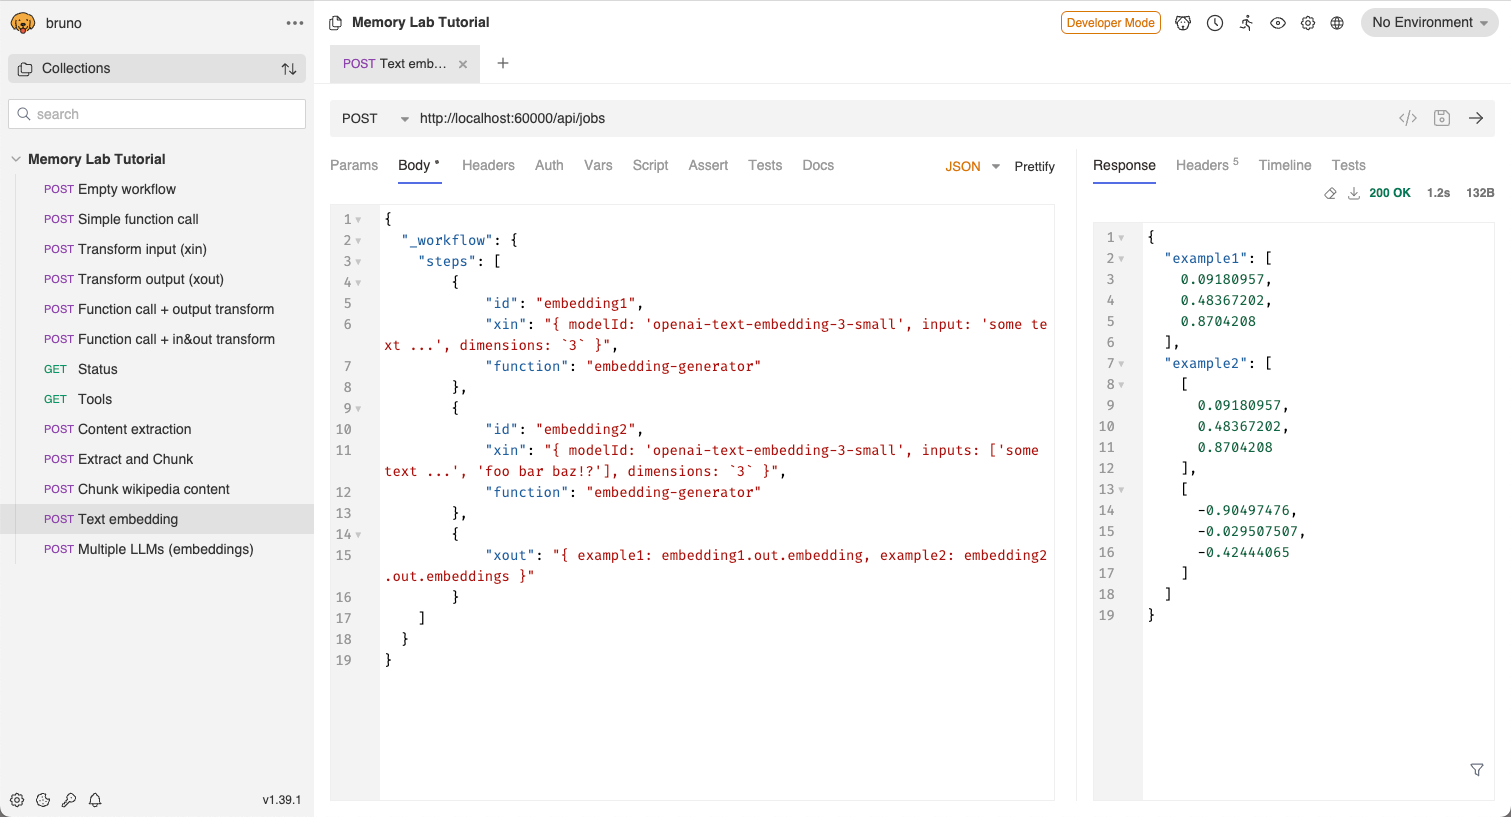 bruno
Collections
search
Memory Lab Tutorial
POST Empty workflow
POST Simple function call
POST Transform input (xin)
POST Transform output (xout)
POST Function call + output transform
POST Function call + in&out transform
GET Status
GET Tools
POST Content extraction
POST Extract and Chunk
POST Chunk wikipedia content
POST Text embedding
POST Multiple LLMs (embeddings)
v1.39.1
Memory Lab Tutorial
Developer Mode
No Environment
POST Text emb...
POST http://localhost:60000/api/jobs
Params Body Headers Auth Vars Script Assert Tests Docs JSON Prettify
1 {
2 "_workflow": {
3 "steps": [
4 {
5 "id": "embedding1",
6 "xin": "{ modelId: 'openai-text-embedding-3-small', input: 'some te
xt ...', dimensions: `3` }",
7 "function": "embedding-generator"
8 },
9 {
10 "id": "embedding2",
11 "xin": "{ modelId: 'openai-text-embedding-3-small', inputs: ['some
text ...', 'foo bar baz!?'], dimensions: `3` }",
12 "function": "embedding-generator"
13 },
14 {
15 "xout": "{ example1: embedding1.out.embedding, example2: embedding2
.out.embeddings }"
16 }
17 ]
18 }
19 }
Response Headers 5 Timeline Tests
200 OK 1.2s 132B
1 {
2 "example1": [
3 0.09180957,
4 0.48367202,
5 0.8704208
6 ],
7 "example2": [
8 [
9 0.09180957,
10 0.48367202,
11 0.8704208
12 ],
13 [
14 -0.90497476,
15 -0.029507507,
16 -0.42444065
17 ]
18 ]
19 }